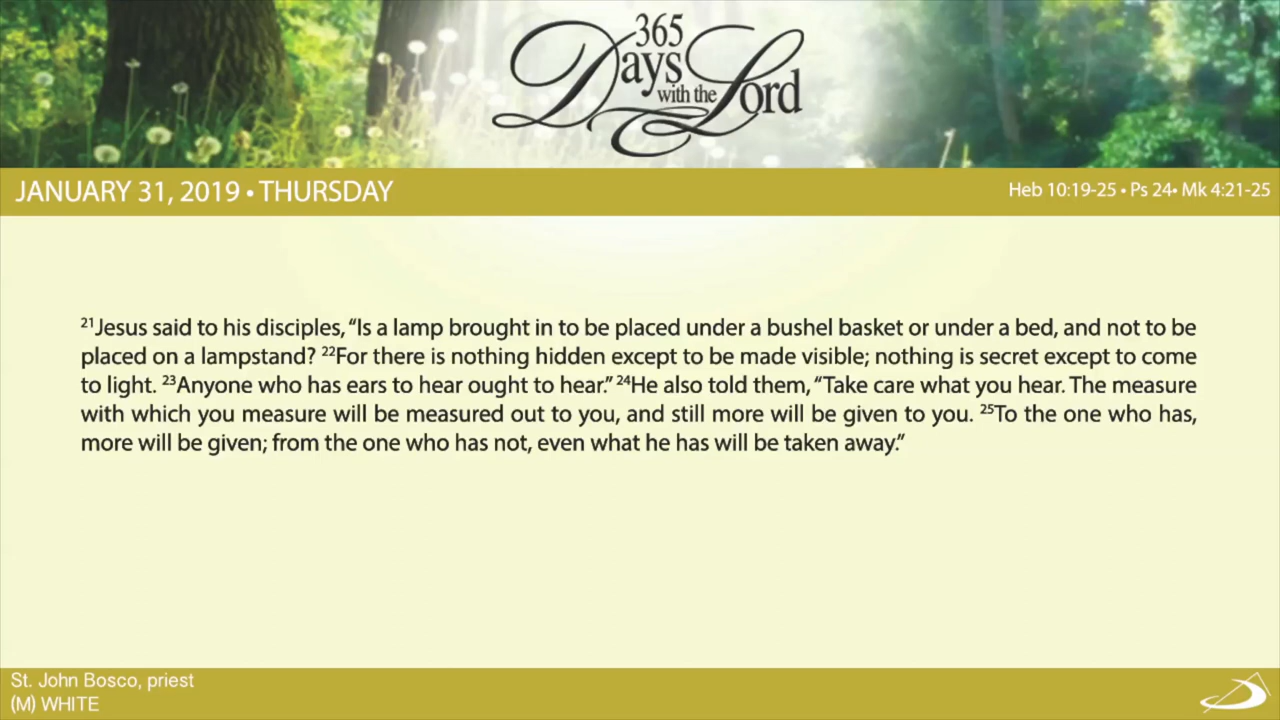 365
Days
with the Lord
JANUARY 31, 2019 • THURSDAY
Heb 10:19-25 • Ps 24• Mk 4:21-25
²¹Jesus said to his disciples, “Is a lamp brought in to be placed under a bushel basket or under a bed, and not to be
placed on a lampstand? ²²For there is nothing hidden except to be made visible; nothing is secret except to come
to light. ²³Anyone who has ears to hear ought to hear.” ²⁴He also told them, “Take care what you hear. The measure
with which you measure will be measured out to you, and still more will be given to you. ²⁵To the one who has,
more will be given; from the one who has not, even what he has will be taken away.”
St. John Bosco, priest
(M) WHITE